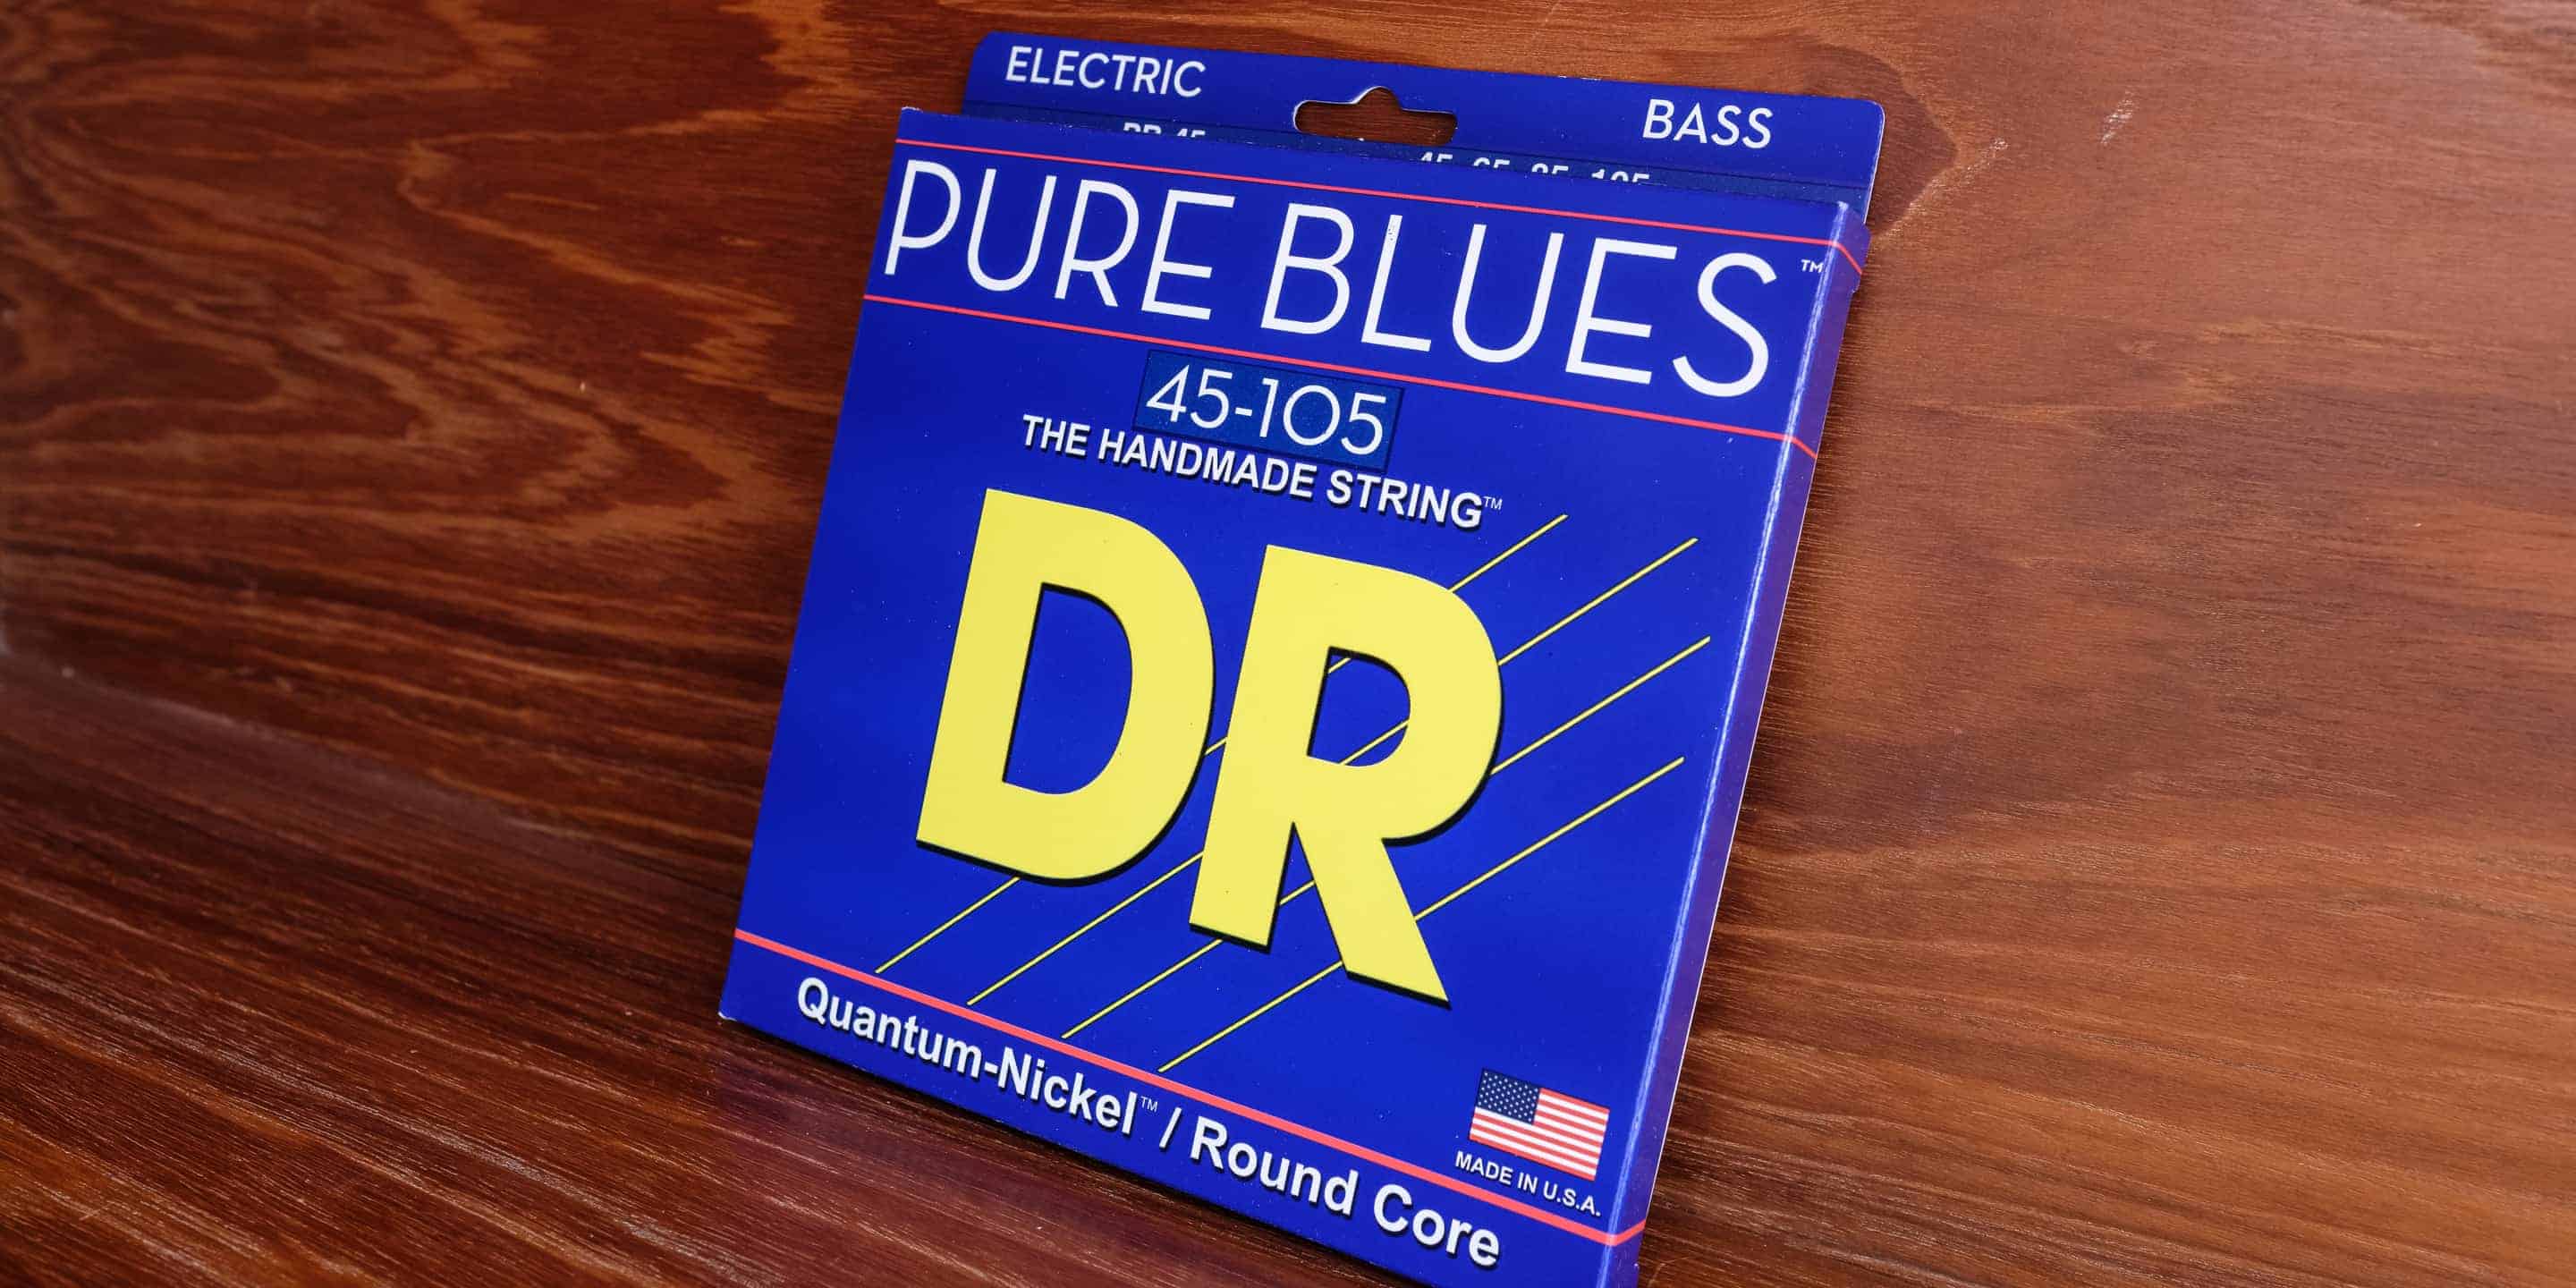 ELECTRIC
BASS
PURE BLUES™
45-105
THE HANDMADE STRING™
DR
MADE IN U.S.A.
Quantum-Nickel™ / Round Core